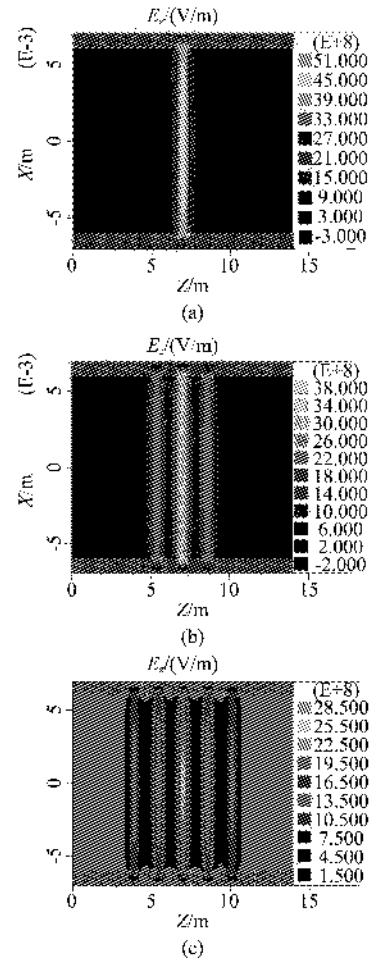 E_z/(V/m)
(E-3)
(E+8)
51.000
45.000
39.000
33.000
27.000
21.000
15.000
9.000
3.000
-3.000
5
0
-5
X/m
0 5 10 15
Z/m
(a)
E_z/(V/m)
(E-3)
(E+8)
38.000
34.000
30.000
26.000
22.000
18.000
14.000
10.000
6.000
2.000
-2.000
5
0
-5
X/m
0 5 10 15
Z/m
(b)
E_z/(V/m)
(E-3)
(E+8)
28.500
25.500
22.500
19.500
16.500
13.500
10.500
7.500
4.500
1.500
5
0
-5
X/m
0 5 10 15
Z/m
(c)